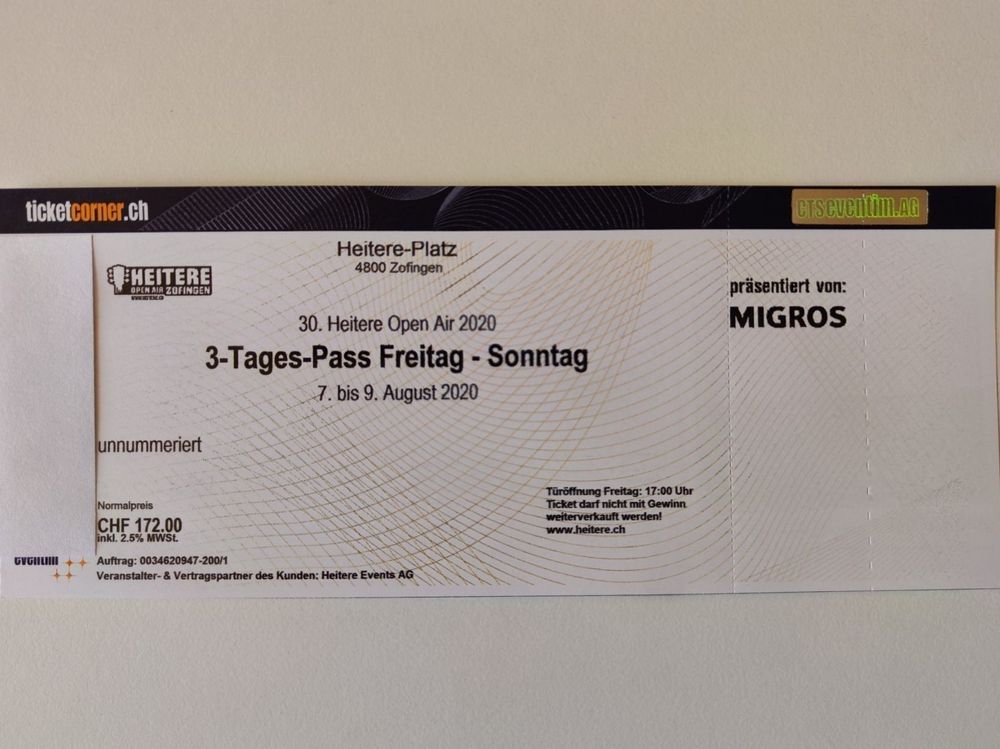 ticketcorner.ch
CTSeventim.AG
HEITERE
OPEN AIR ZOFINGEN
WWW.HEITERE.CH
Heitere-Platz
4800 Zofingen
präsentiert von:
MIGROS
30. Heitere Open Air 2020
3-Tages-Pass Freitag - Sonntag
7. bis 9. August 2020
unnummeriert
Türöffnung Freitag: 17:00 Uhr
Ticket darf nicht mit Gewinn
weiterverkauft werden!
www.heitere.ch
Normalpreis
CHF 172.00
inkl. 2.5% MWSt.
eventim
Auftrag: 0034620947-200/1
Veranstalter- & Vertragspartner des Kunden: Heitere Events AG